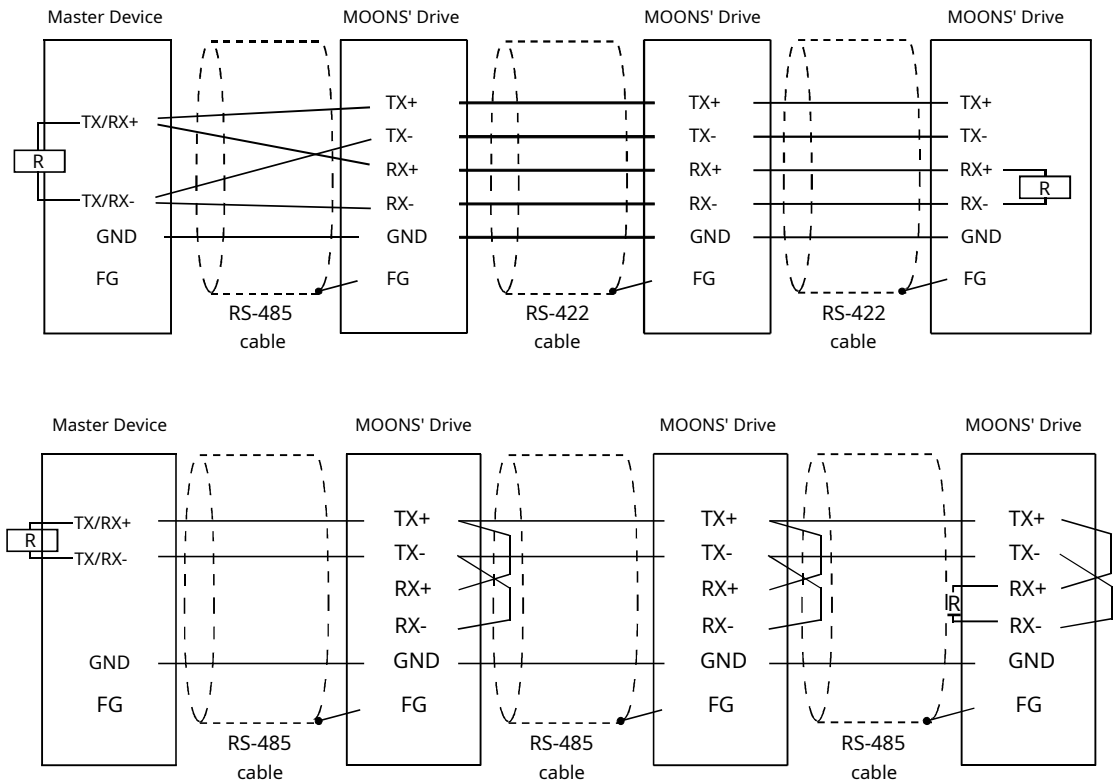 Master Device
MOONS' Drive
MOONS' Drive
MOONS' Drive
TX/RX+
R
TX/RX-
GND
FG
TX+
TX-
RX+
RX-
GND
FG
TX+
TX-
RX+
RX-
GND
FG
TX+
TX-
RX+
RX-
GND
FG
R
RS-485
cable
RS-422
cable
RS-422
cable
Master Device
MOONS' Drive
MOONS' Drive
MOONS' Drive
TX/RX+
R
TX/RX-
GND
FG
TX+
TX-
RX+
RX-
GND
FG
TX+
TX-
RX+
RX-
GND
FG
R
TX+
TX-
RX+
RX-
GND
FG
RS-485
cable
RS-485
cable
RS-485
cable